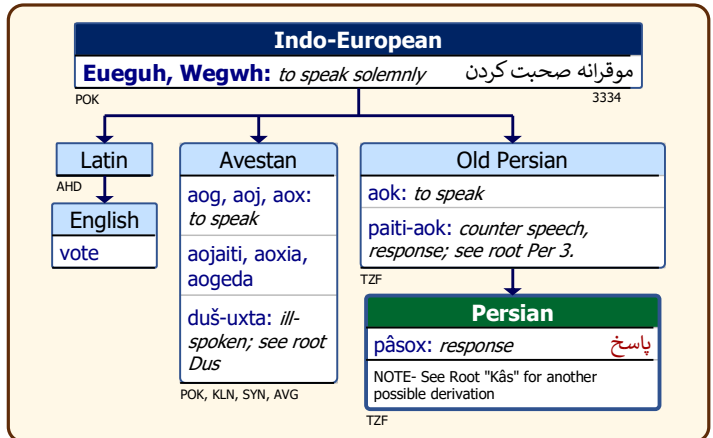 Indo-European
Eueguh, Wegwh: to speak solemnly موقرانه صحبت کردن
POK 3334
Latin
AHD
English
vote
Avestan
aog, aoj, aox:
to speak
aojaiti, aoxia,
aogeda
duš-uxta: ill-
spoken; see root
Dus
POK, KLN, SYN, AVG
Old Persian
aok: to speak
paiti-aok: counter speech,
response; see root Per 3.
TZF
Persian
pâsox: response پاسخ
NOTE- See Root "Kâs" for another
possible derivation
TZF